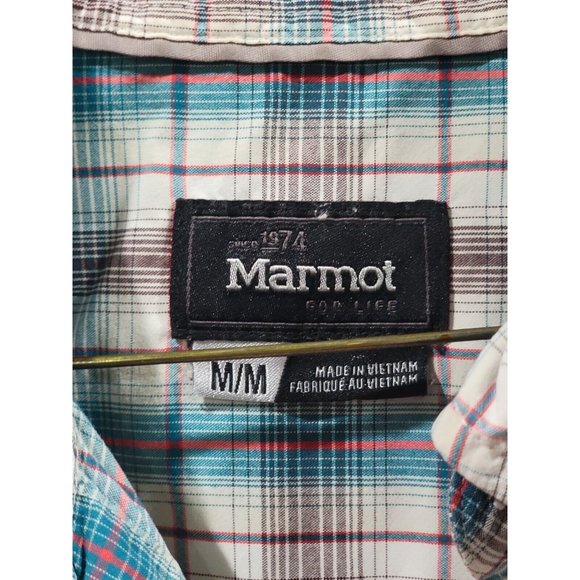 SINCE 1974
Marmot
FOR LIFE
M/M
MADE IN VIETNAM
FABRIQUÉ AU VIETNAM